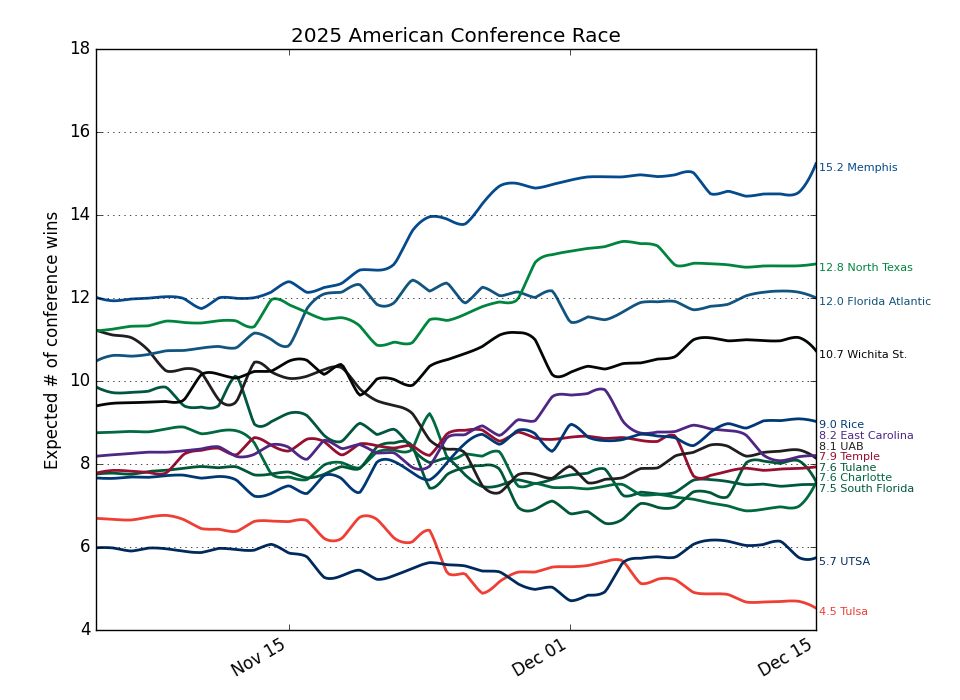 2025 American Conference Race
Expected # of conference wins
18
16
14
12
10
8
6
4
Nov 15
Dec 01
Dec 15
15.2 Memphis
12.8 North Texas
12.0 Florida Atlantic
10.7 Wichita St.
9.0 Rice
8.2 East Carolina
8.1 UAB
7.9 Temple
7.6 Tulane
7.6 Charlotte
7.5 South Florida
5.7 UTSA
4.5 Tulsa